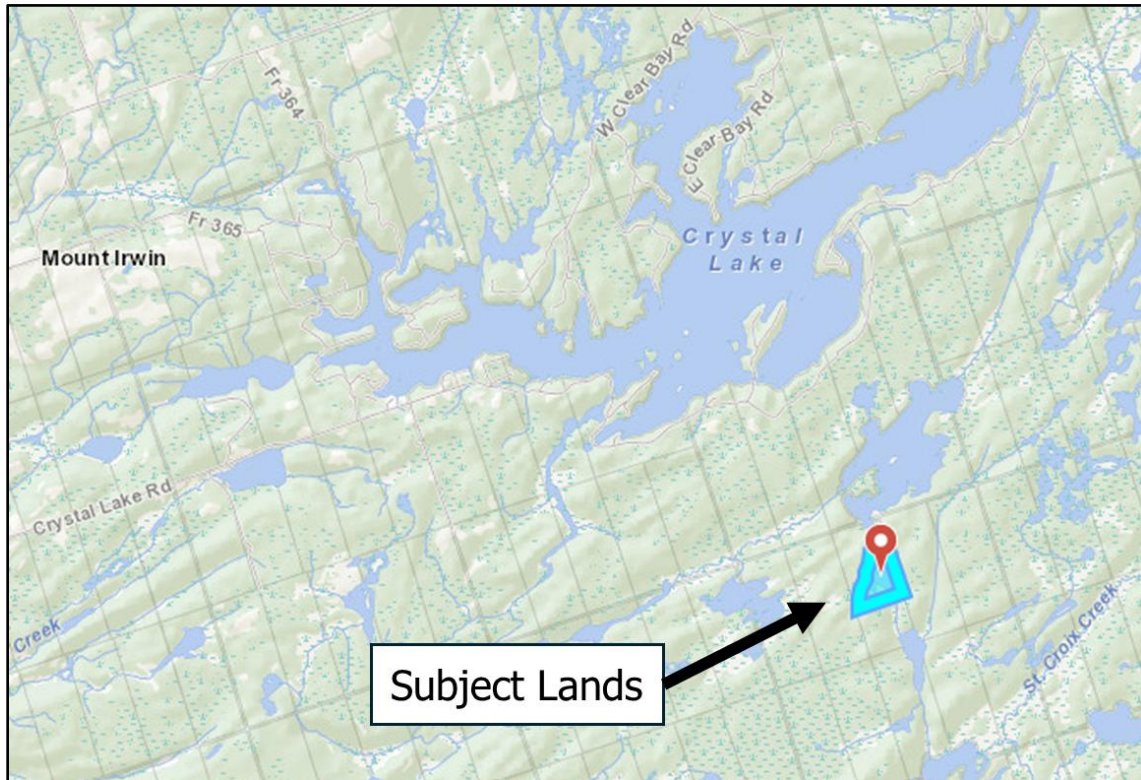 Fr 364
W Clear Bay Rd
E Clear Bay Rd
Fr 365
Crystal
Lake
Mount Irwin
Crystal Lake Rd
Creek
St. Croix Creek
Subject Lands